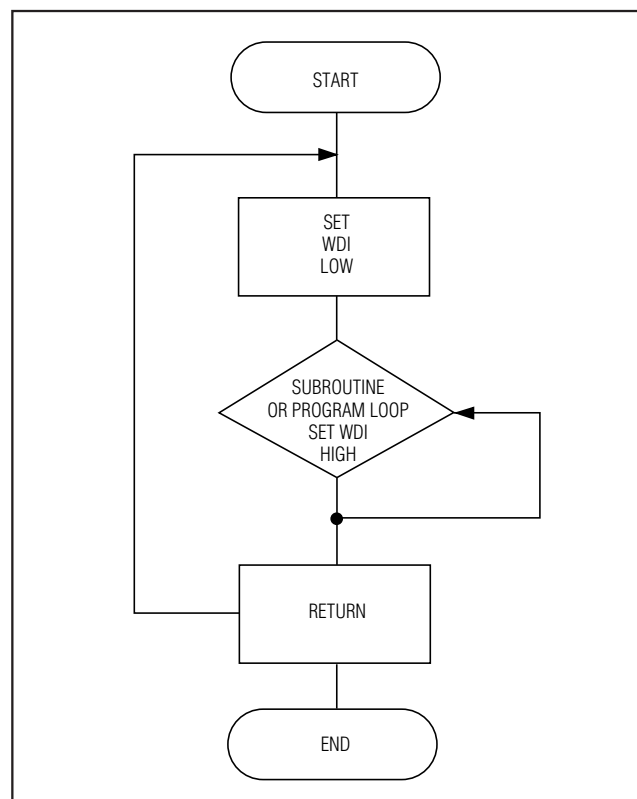 START
SET
WDI
LOW
SUBROUTINE
OR PROGRAM LOOP
SET WDI
HIGH
RETURN
END